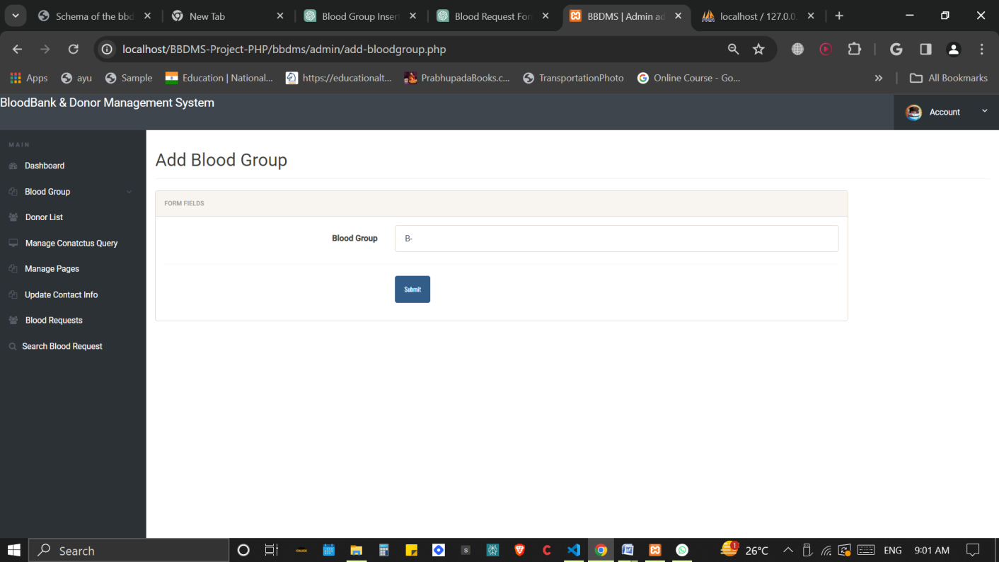 Schema of the bbd
New Tab
Blood Group Inser
Blood Request For
BBDMS | Admin ad
localhost / 127.0.0.
localhost/BBDMS-Project-PHP/bbdms/admin/add-bloodgroup.php
Apps
ayu
Sample
Education | National...
https://educationalt...
PrabhupadaBooks.c...
TransportationPhoto
Online Course - Go...
All Bookmarks
BloodBank & Donor Management System
Account
MAIN
Dashboard
Blood Group
Donor List
Manage Conatctus Query
Manage Pages
Update Contact Info
Blood Requests
Search Blood Request
Add Blood Group
FORM FIELDS
Blood Group
B-
Submit
Search
1
26°C
ENG
9:01 AM